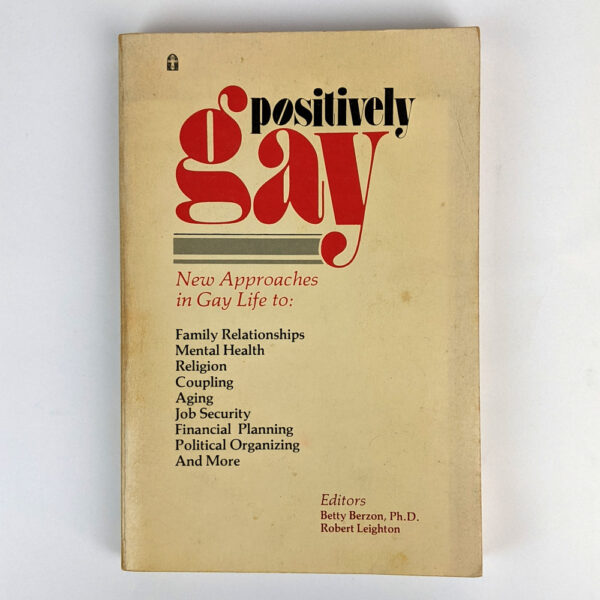 positively
gay
New Approaches
in Gay Life to:
Family Relationships
Mental Health
Religion
Coupling
Aging
Job Security
Financial Planning
Political Organizing
And More
Editors
Betty Berzon, Ph.D.
Robert Leighton